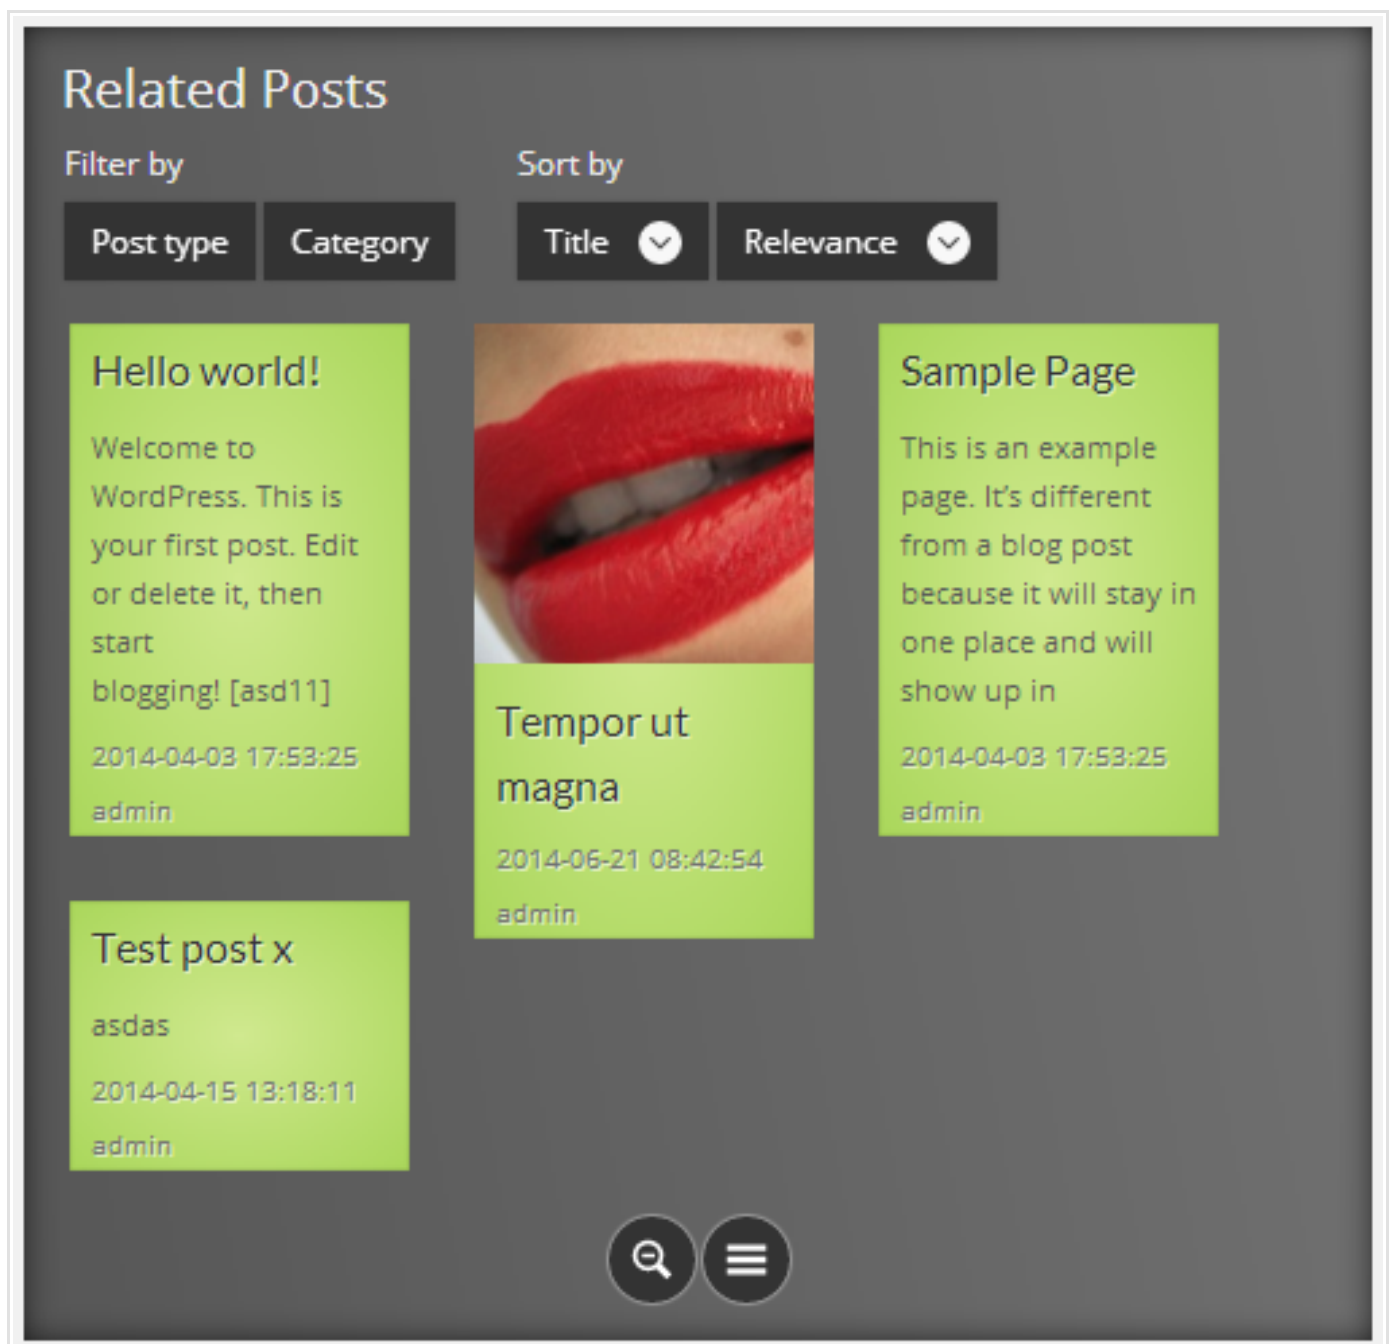 Related Posts
Filter by
Sort by
Post type
Category
Title
Relevance
Hello world!
Welcome to
WordPress. This is
your first post. Edit
or delete it, then
start
blogging! [asd11]
2014-04-03 17:53:25
admin
Tempor ut
magna
2014-06-21 08:42:54
admin
Sample Page
This is an example
page. It’s different
from a blog post
because it will stay in
one place and will
show up in
2014-04-03 17:53:25
admin
Test post x
asdas
2014-04-15 13:18:11
admin